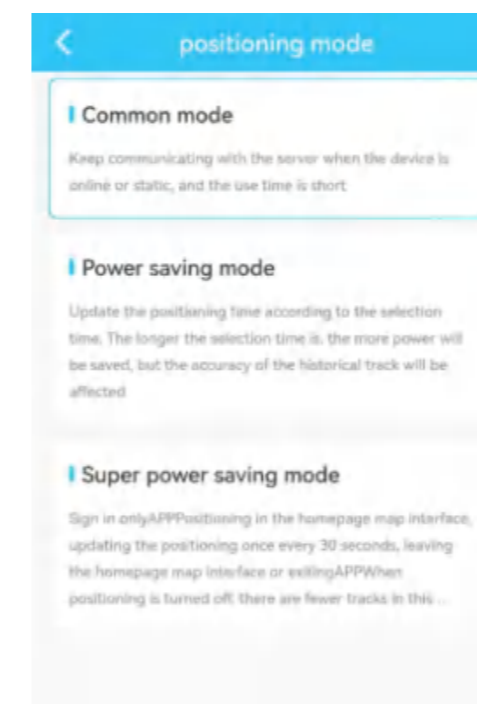 positioning mode
Common mode
Keep communicating with the server when the device is
online or static, and the use time is short
Power saving mode
Update the positioning time according to the selection
time. The longer the selection time is, the more power will
be saved, but the accuracy of the historical track will be
affected
Super power saving mode
Sign in onlyAPPPositioning in the homepage map interface,
updating the positioning once every 30 seconds, leaving
the homepage map interface or exitingAPPWhen
positioning is turned off, there are fewer tracks in this ...